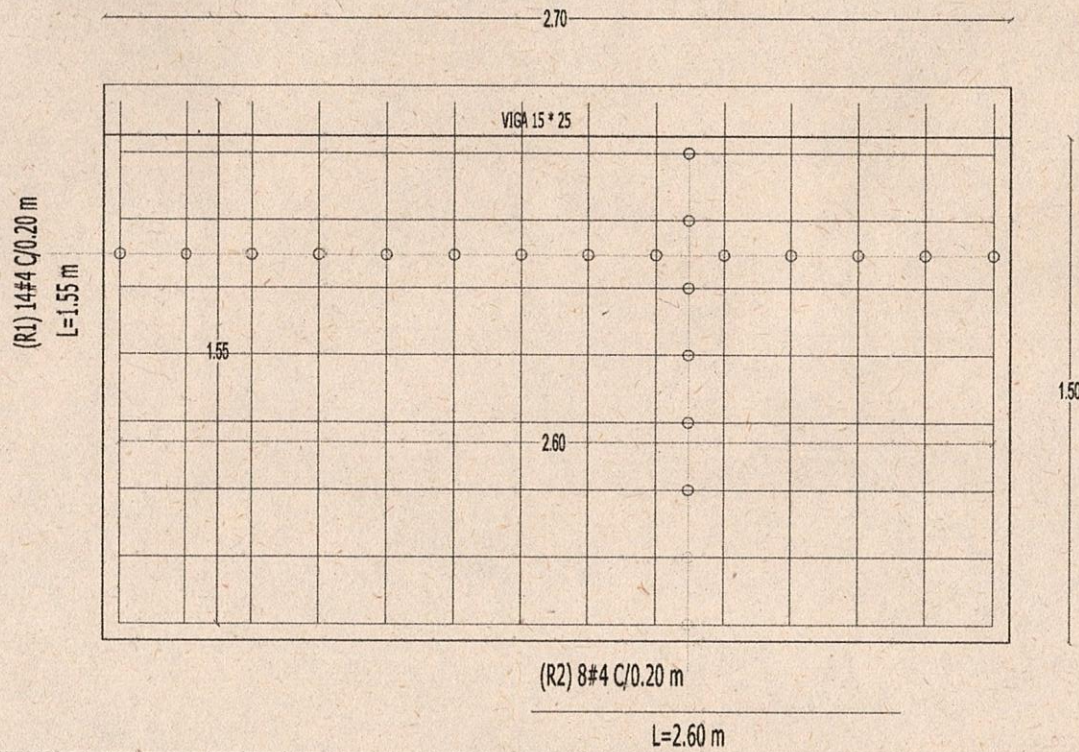 2.70
VIGA 15 * 25
(R1) 14#4 C/0.20 m
L=1.55 m
1.55
1.50
2.60
(R2) 8#4 C/0.20 m
L=2.60 m